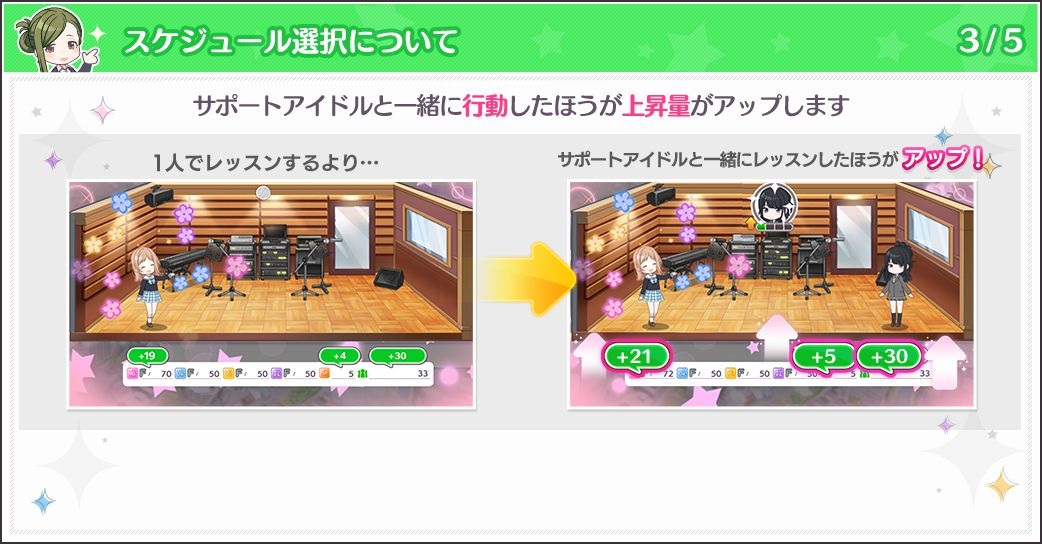 スケジュール選択について
3/5
サポートアイドルと一緒に行動したほうが上昇量がアップします
1人でレッスンするより…
サポートアイドルと一緒にレッスンしたほうが アップ！
+19 +4 +30
70 50 50 50 5 33
+21 +5 +30
72 50 50 50 5 33